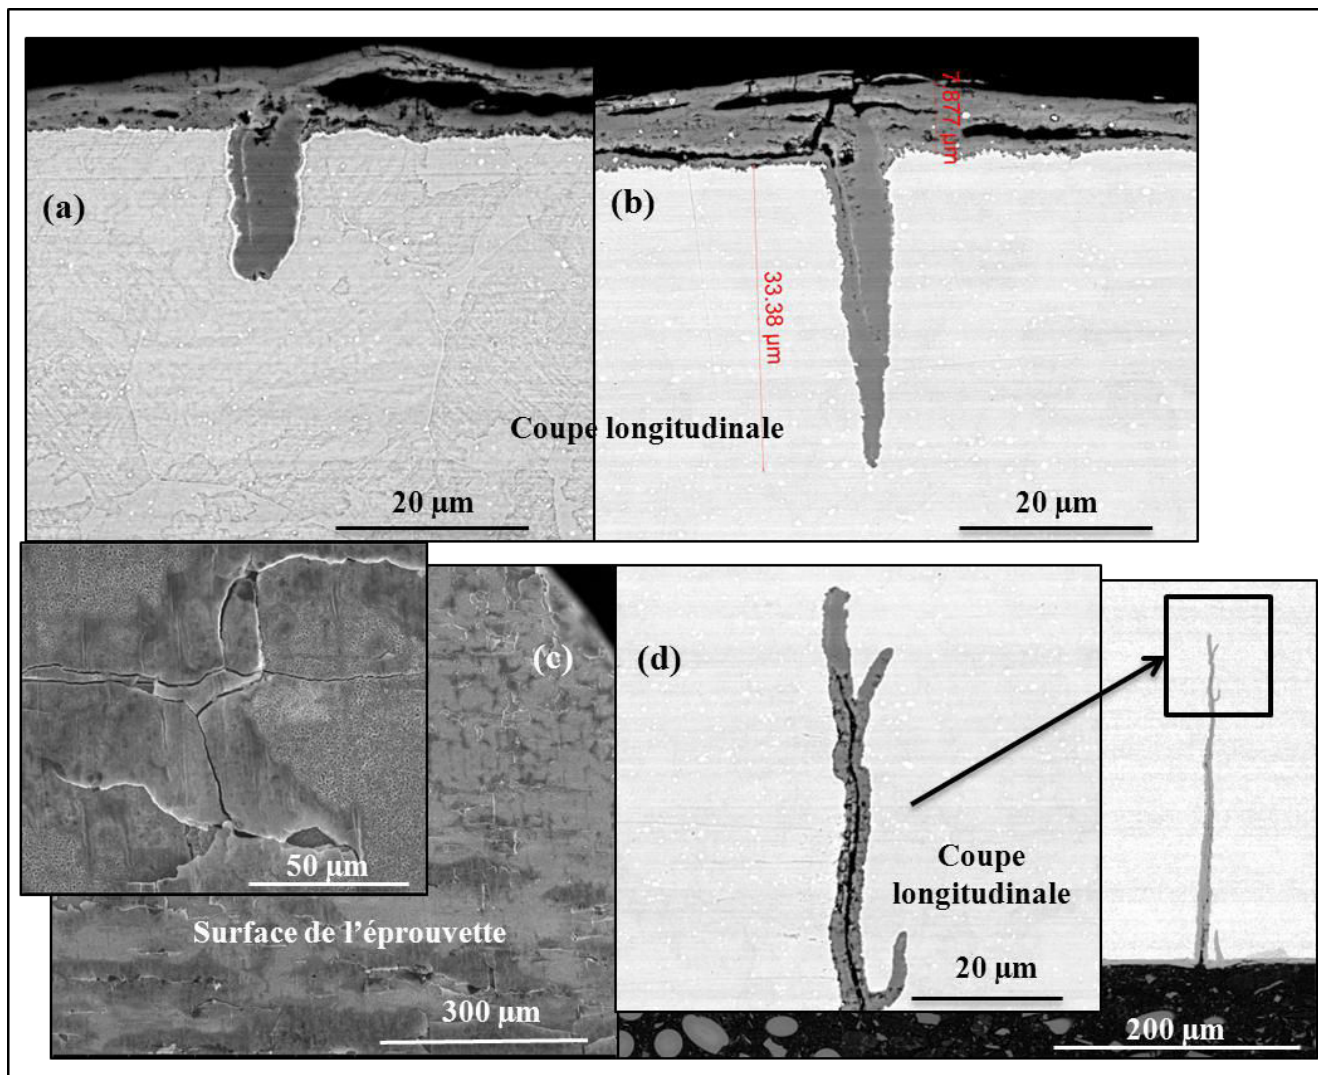 (a)
20 µm
(b)
7.877 µm
33.38 µm
Coupe longitudinale
20 µm
50 µm
(c)
Surface de l'éprouvette
300 µm
(d)
Coupe
longitudinale
20 µm
200 µm